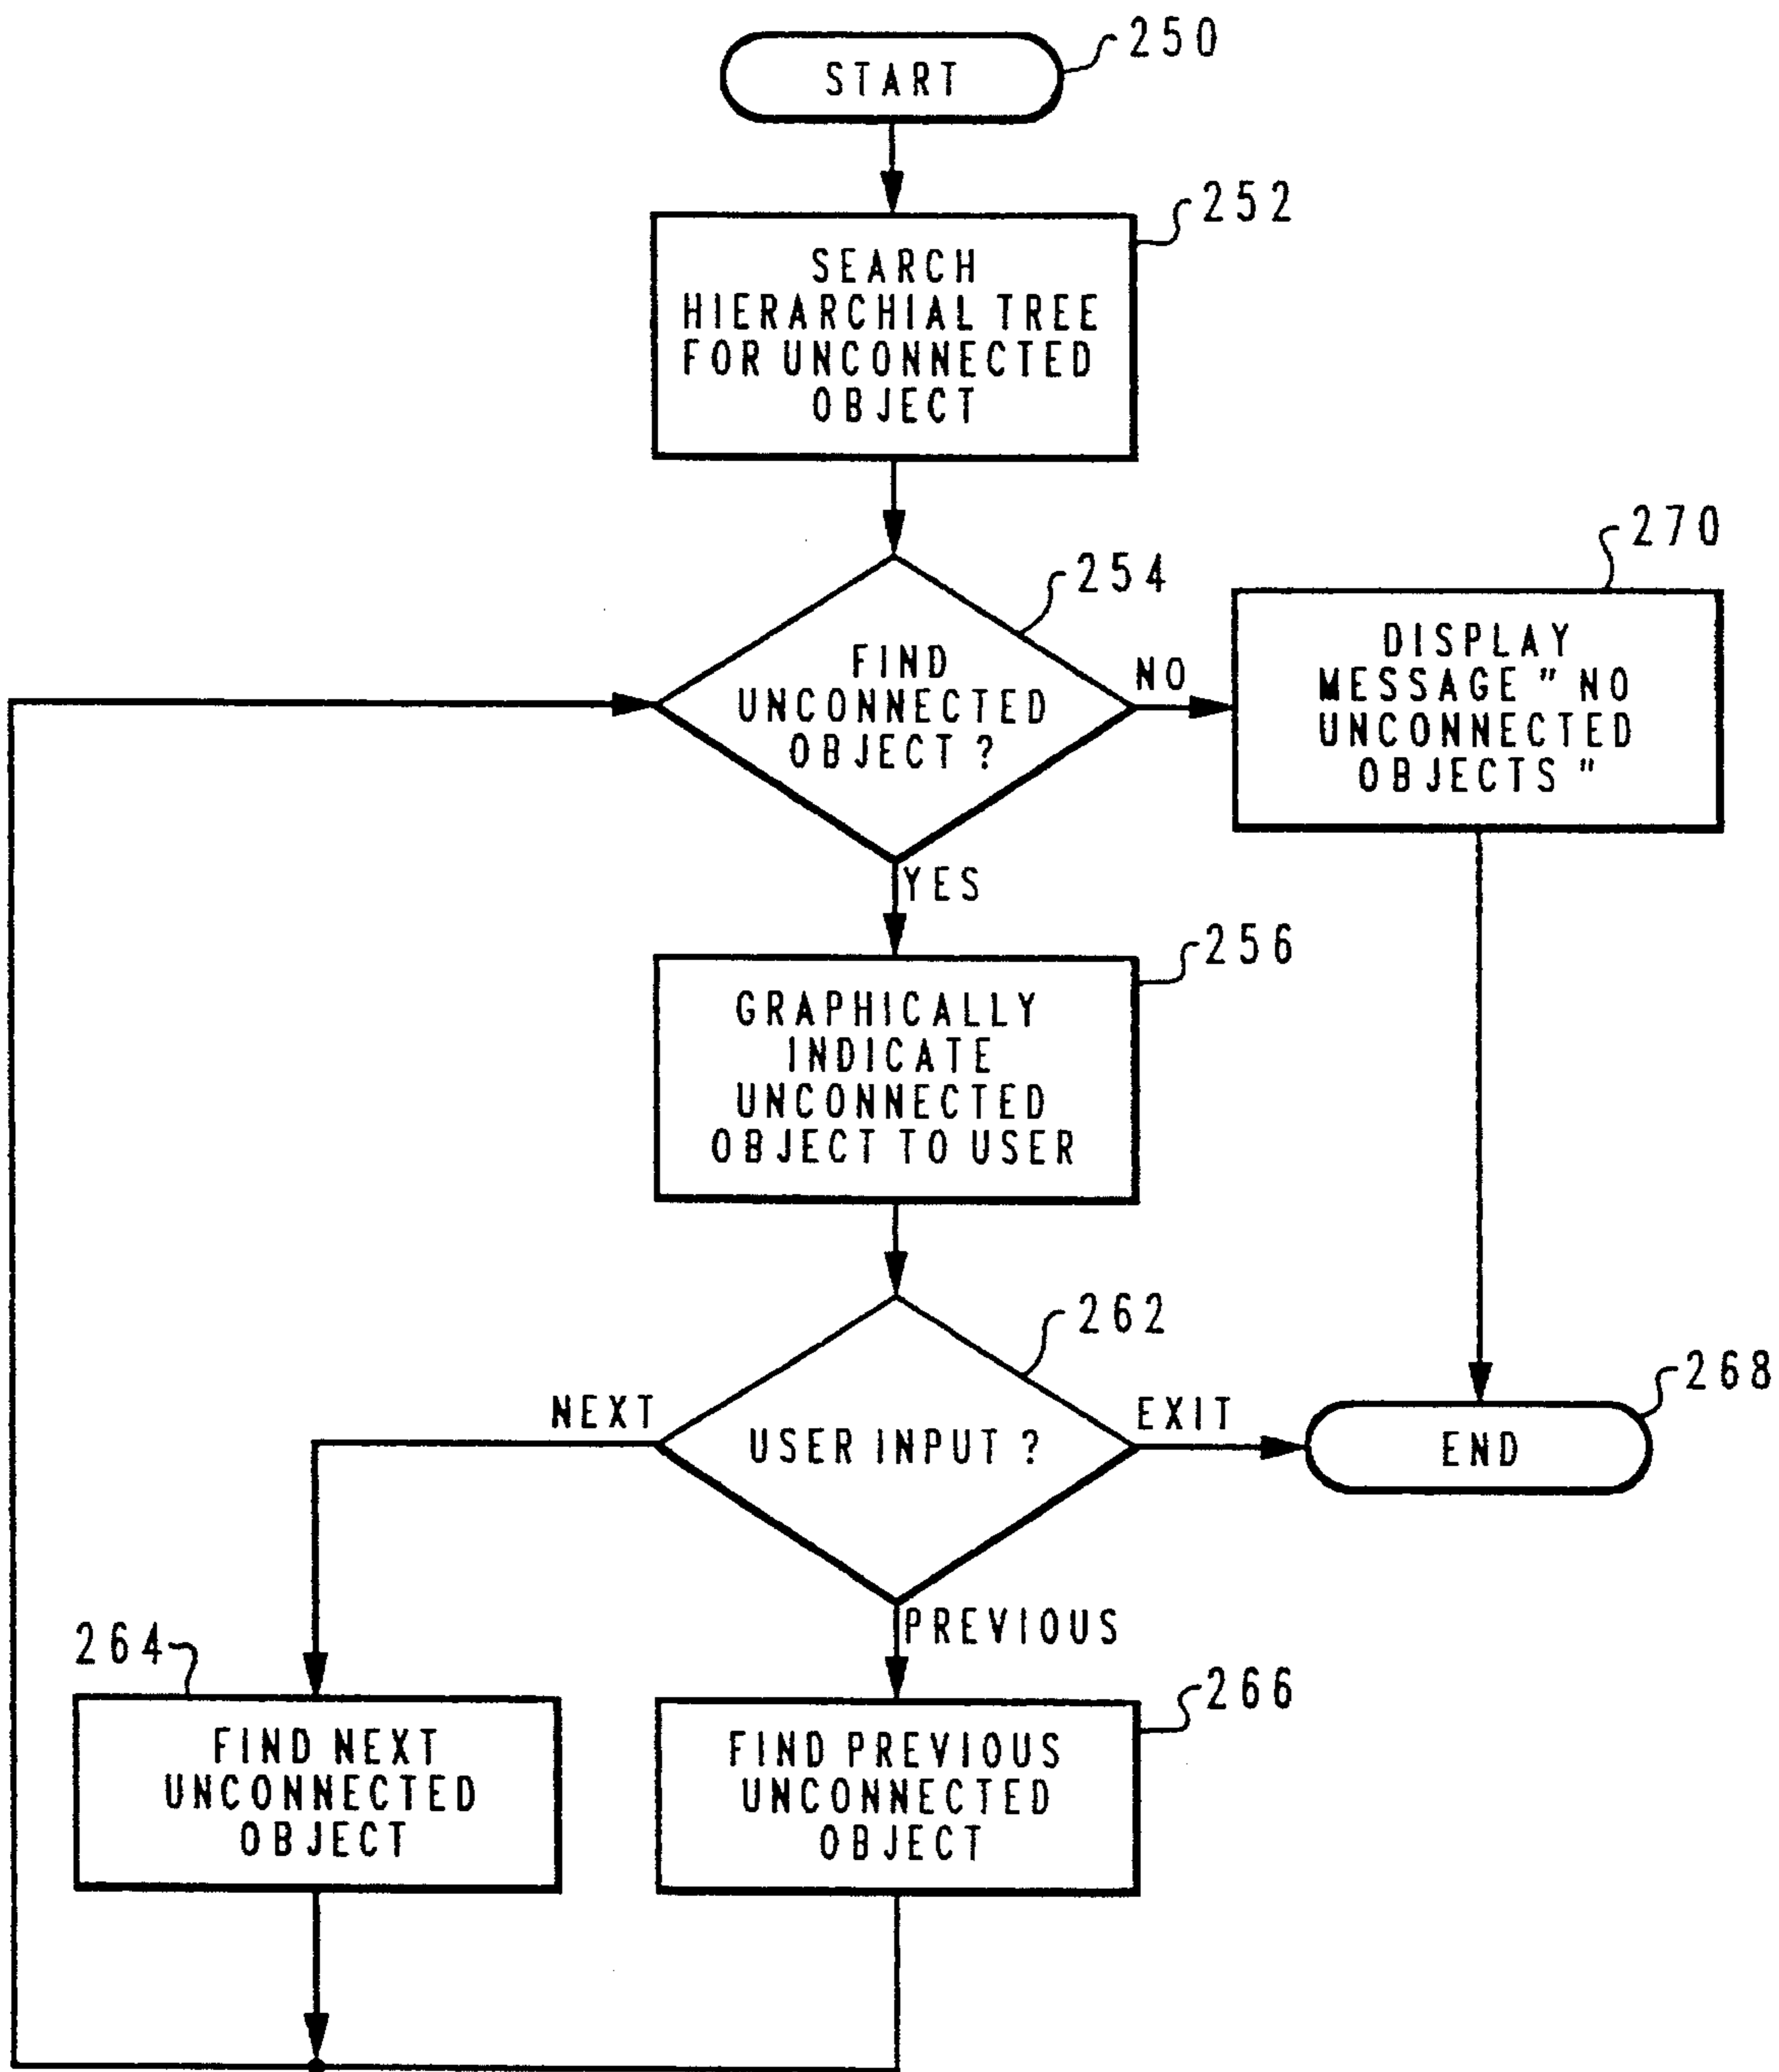 START
250
252
SEARCH
HIERARCHIAL TREE
FOR UNCONNECTED
OBJECT
254
FIND
UNCONNECTED
OBJECT ?
NO
270
DISPLAY
MESSAGE " NO
UNCONNECTED
OBJECTS "
YES
256
GRAPHICALLY
INDICATE
UNCONNECTED
OBJECT TO USER
262
USER INPUT ?
NEXT
EXIT
268
END
PREVIOUS
264
FIND NEXT
UNCONNECTED
OBJECT
266
FIND PREVIOUS
UNCONNECTED
OBJECT